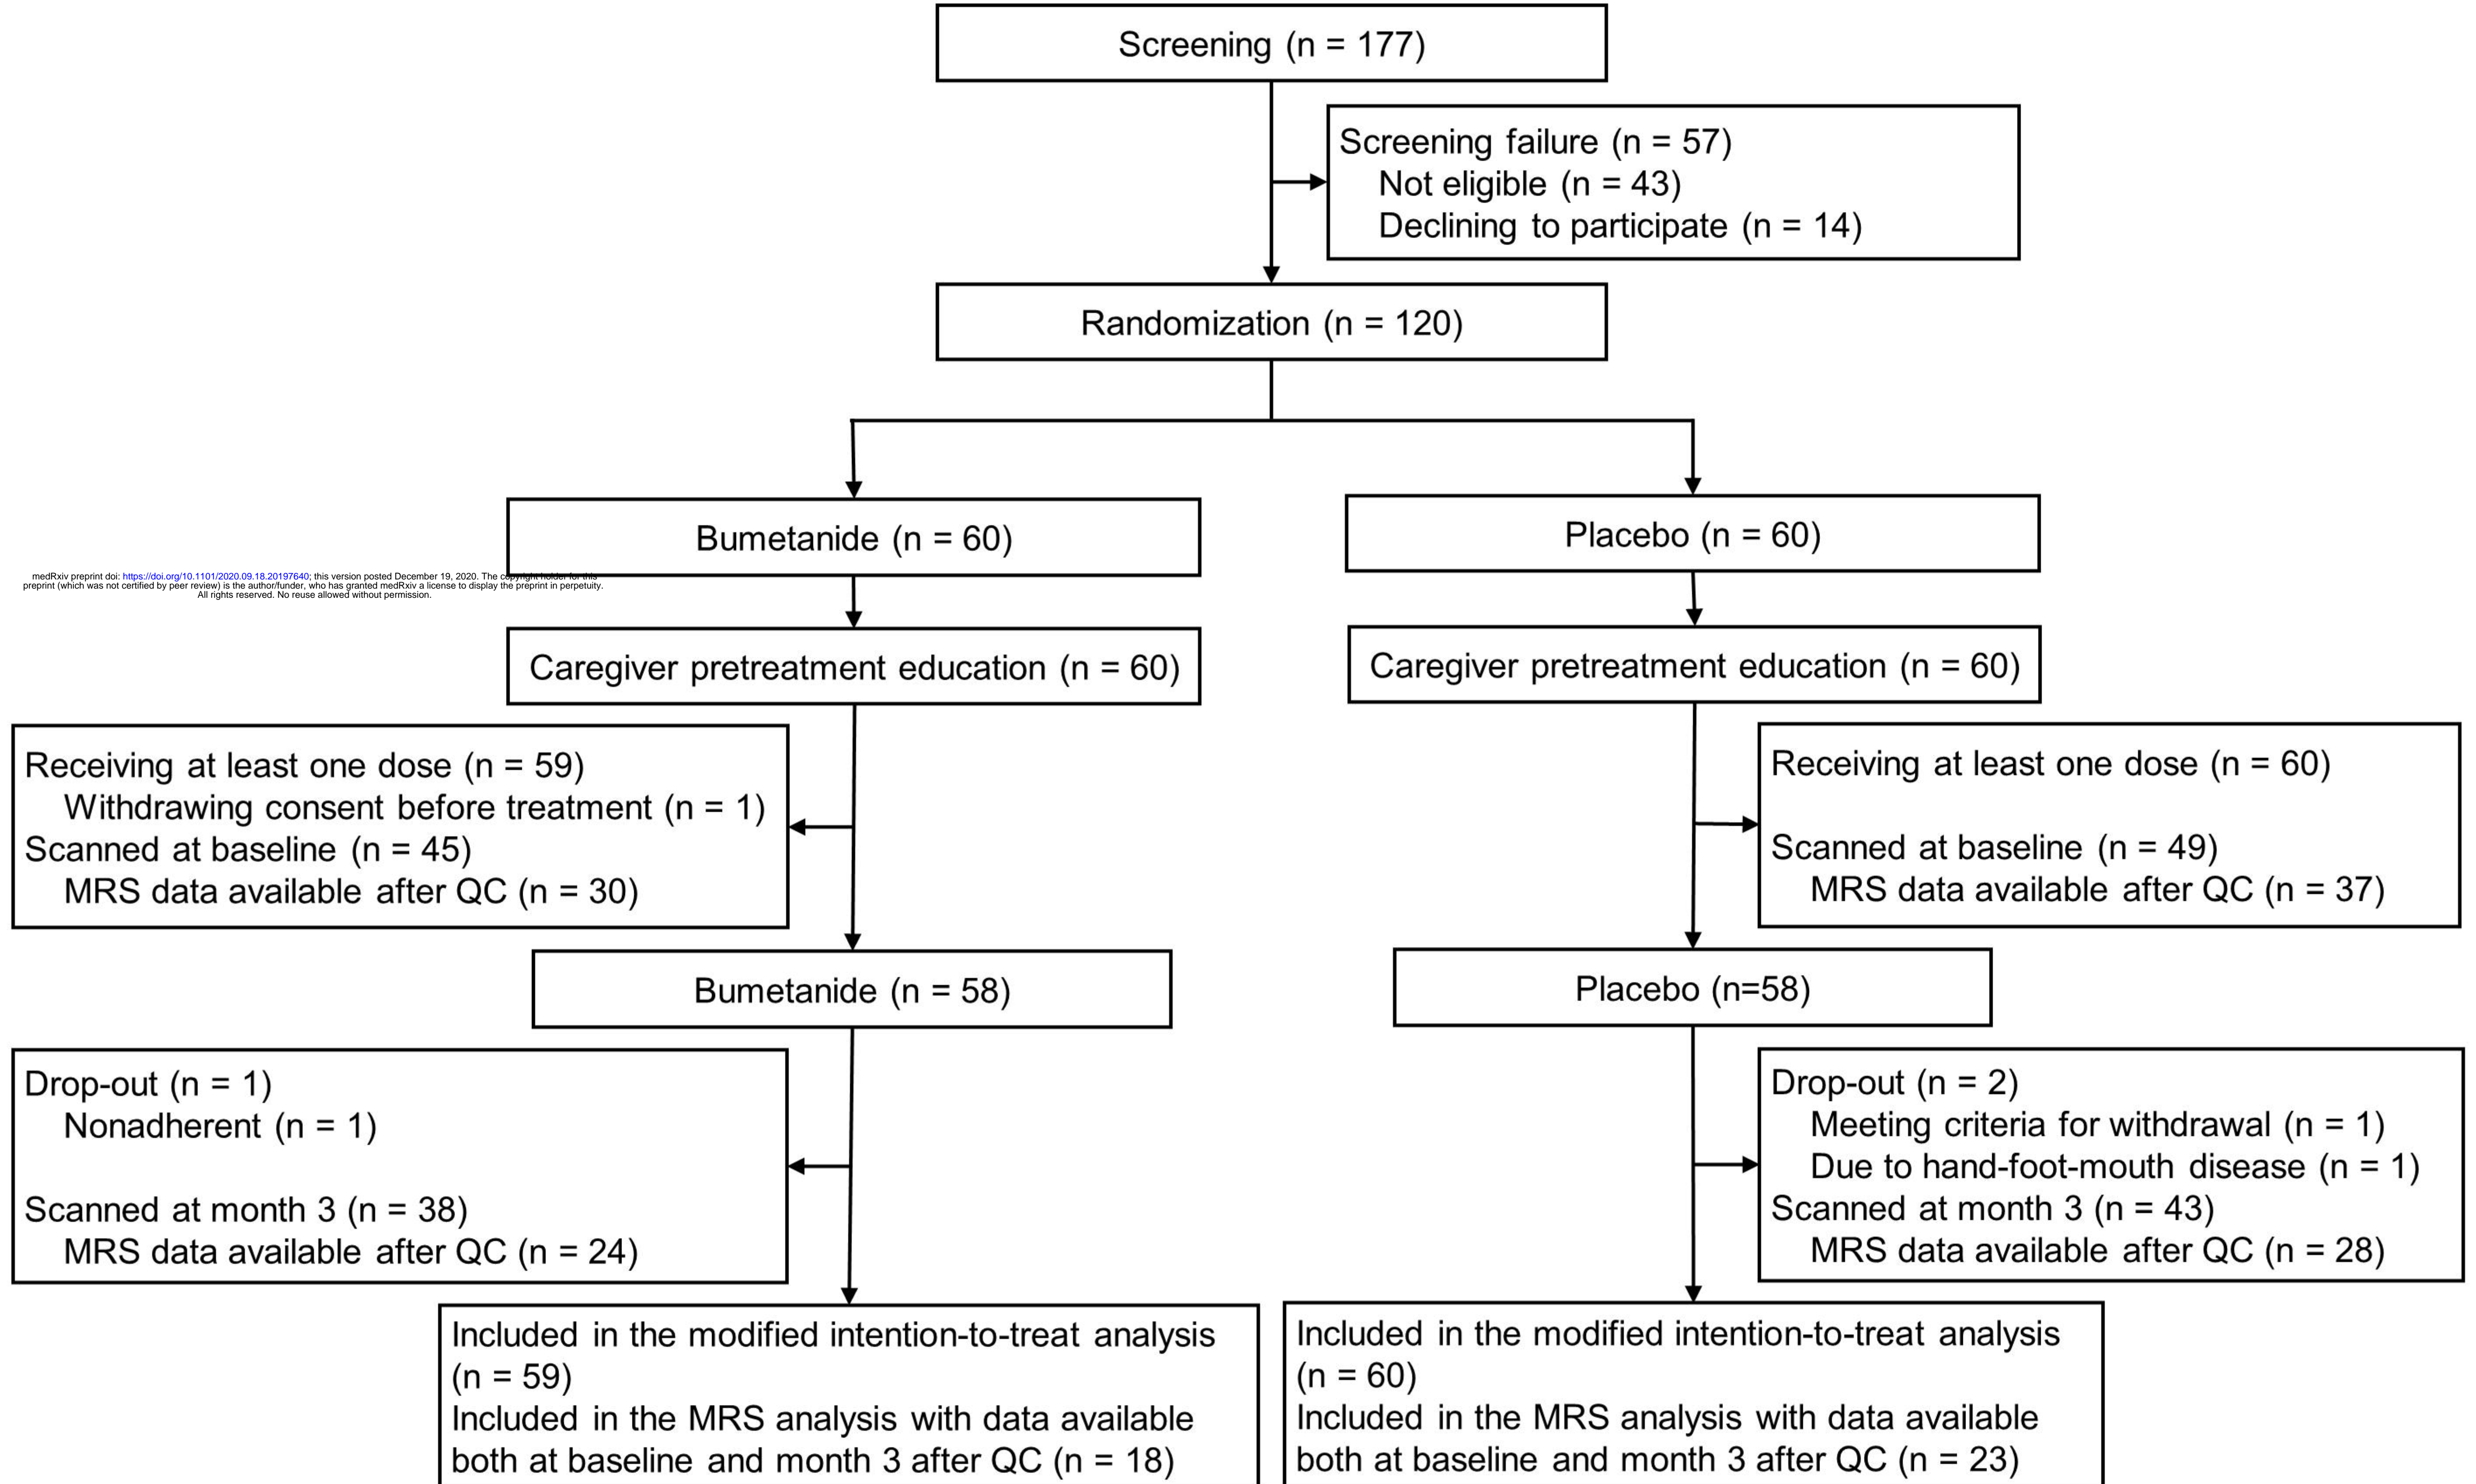 Screening (n = 177)
Screening failure (n = 57)
Not eligible (n = 43)
Declining to participate (n = 14)
Randomization (n = 120)
Bumetanide (n = 60)
Placebo (n = 60)
medRxiv preprint doi: https://doi.org/10.1101/2020.09.18.20197640; this version posted December 19, 2020. The copyright holder for this
preprint (which was not certified by peer review) is the author/funder, who has granted medRxiv a license to display the preprint in perpetuity.
All rights reserved. No reuse allowed without permission.
Caregiver pretreatment education (n = 60)
Caregiver pretreatment education (n = 60)
Receiving at least one dose (n = 59)
Withdrawing consent before treatment (n = 1)
Scanned at baseline (n = 45)
MRS data available after QC (n = 30)
Receiving at least one dose (n = 60)
Scanned at baseline (n = 49)
MRS data available after QC (n = 37)
Bumetanide (n = 58)
Placebo (n=58)
Drop-out (n = 1)
Nonadherent (n = 1)
Scanned at month 3 (n = 38)
MRS data available after QC (n = 24)
Drop-out (n = 2)
Meeting criteria for withdrawal (n = 1)
Due to hand-foot-mouth disease (n = 1)
Scanned at month 3 (n = 43)
MRS data available after QC (n = 28)
Included in the modified intention-to-treat analysis
(n = 59)
Included in the MRS analysis with data available
both at baseline and month 3 after QC (n = 18)
Included in the modified intention-to-treat analysis
(n = 60)
Included in the MRS analysis with data available
both at baseline and month 3 after QC (n = 23)